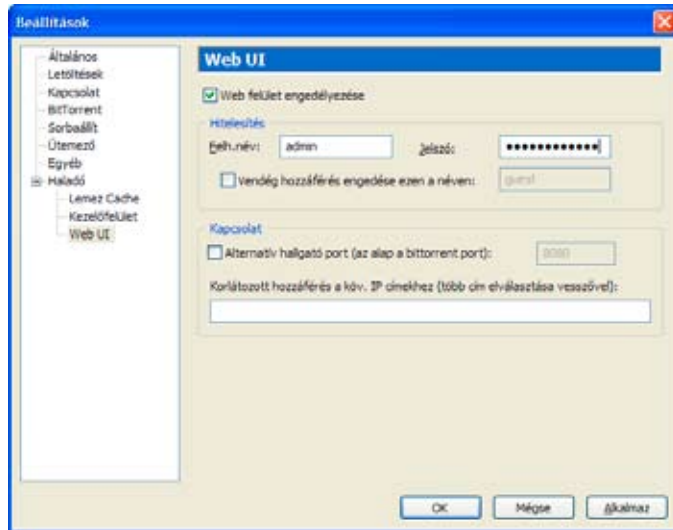 Beállítások
Általános
Letöltések
Kapcsolat
BitTorrent
Sorbaállít
Ütemező
Egyéb
Haladó
Lemez Cache
Kezelőfelület
Web UI
Web UI
Web felület engedélyezése
Hitelesítés
Felh.név: admin Jelszó: ••••••••••••
Vendég hozzáférés engedése ezen a néven: guest
Kapcsolat
Alternatív hallgató port (az alap a bittorrent port): 8080
Korlátozott hozzáférés a köv. IP címekhez (több cím elválasztása vesszővel):
OK Mégse Alkalmaz